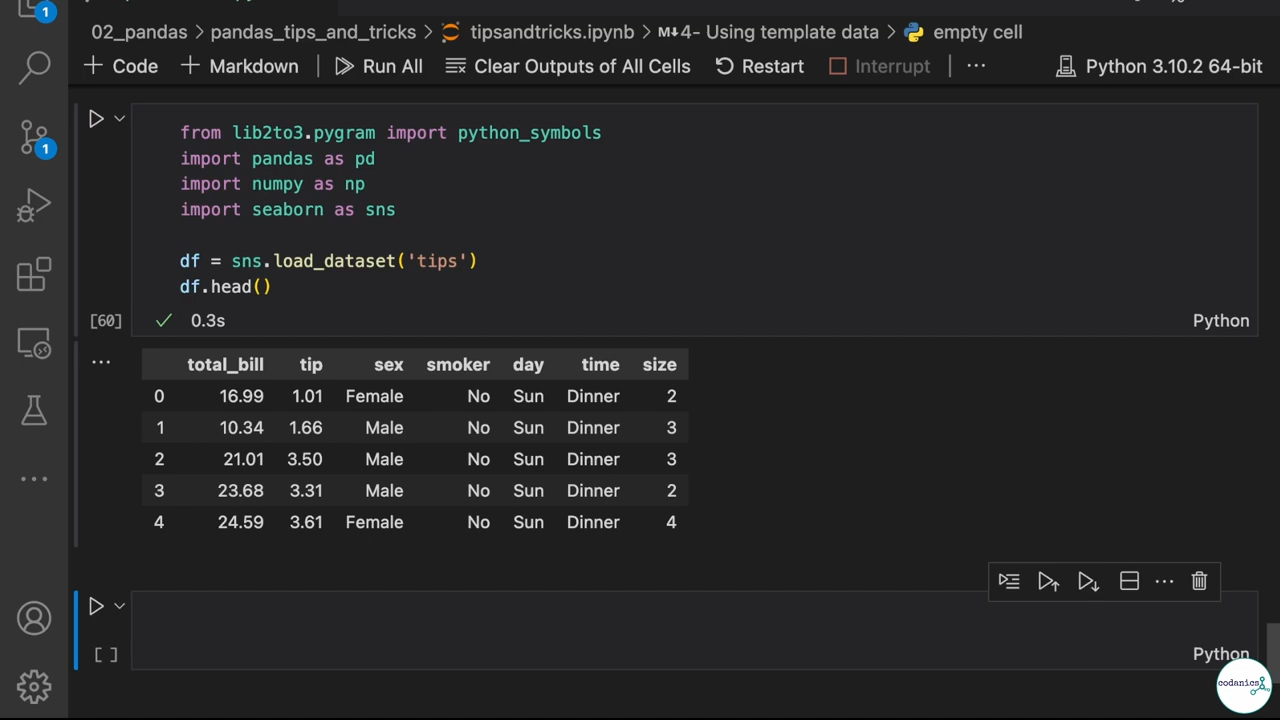 1
02_pandas > pandas_tips_and_tricks > tipsandtricks.ipynb > M↓4- Using template data > empty cell
+ Code + Markdown | Run All Clear Outputs of All Cells Restart Interrupt | ... Python 3.10.2 64-bit
1
from lib2to3.pygram import python_symbols
import pandas as pd
import numpy as np
import seaborn as sns
df = sns.load_dataset('tips')
df.head()
[60] ✓ 0.3s Python
... total_bill tip sex smoker day time size
0 16.99 1.01 Female No Sun Dinner 2
1 10.34 1.66 Male No Sun Dinner 3
2 21.01 3.50 Male No Sun Dinner 3
3 23.68 3.31 Male No Sun Dinner 2
4 24.59 3.61 Female No Sun Dinner 4
[ ] Python
codanics